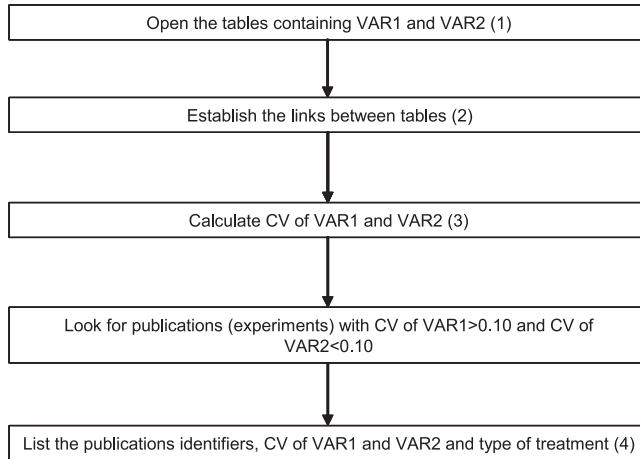 Open the tables containing VAR1 and VAR2 (1)
Establish the links between tables (2)
Calculate CV of VAR1 and VAR2 (3)
Look for publications (experiments) with CV of VAR1>0.10 and CV of
VAR2<0.10
List the publications identifiers, CV of VAR1 and VAR2 and type of treatment (4)